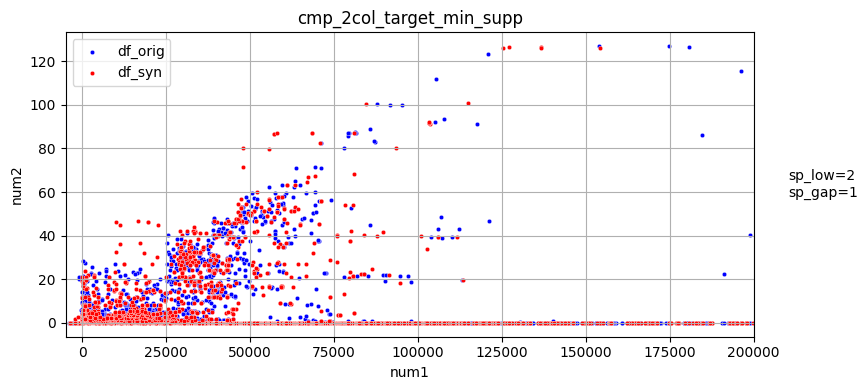 cmp_2col_target_min_supp
df_orig
df_syn
120
100
80
60
40
20
0
num2
sp_low=2
sp_gap=1
0 25000 50000 75000 100000 125000 150000 175000 200000
num1